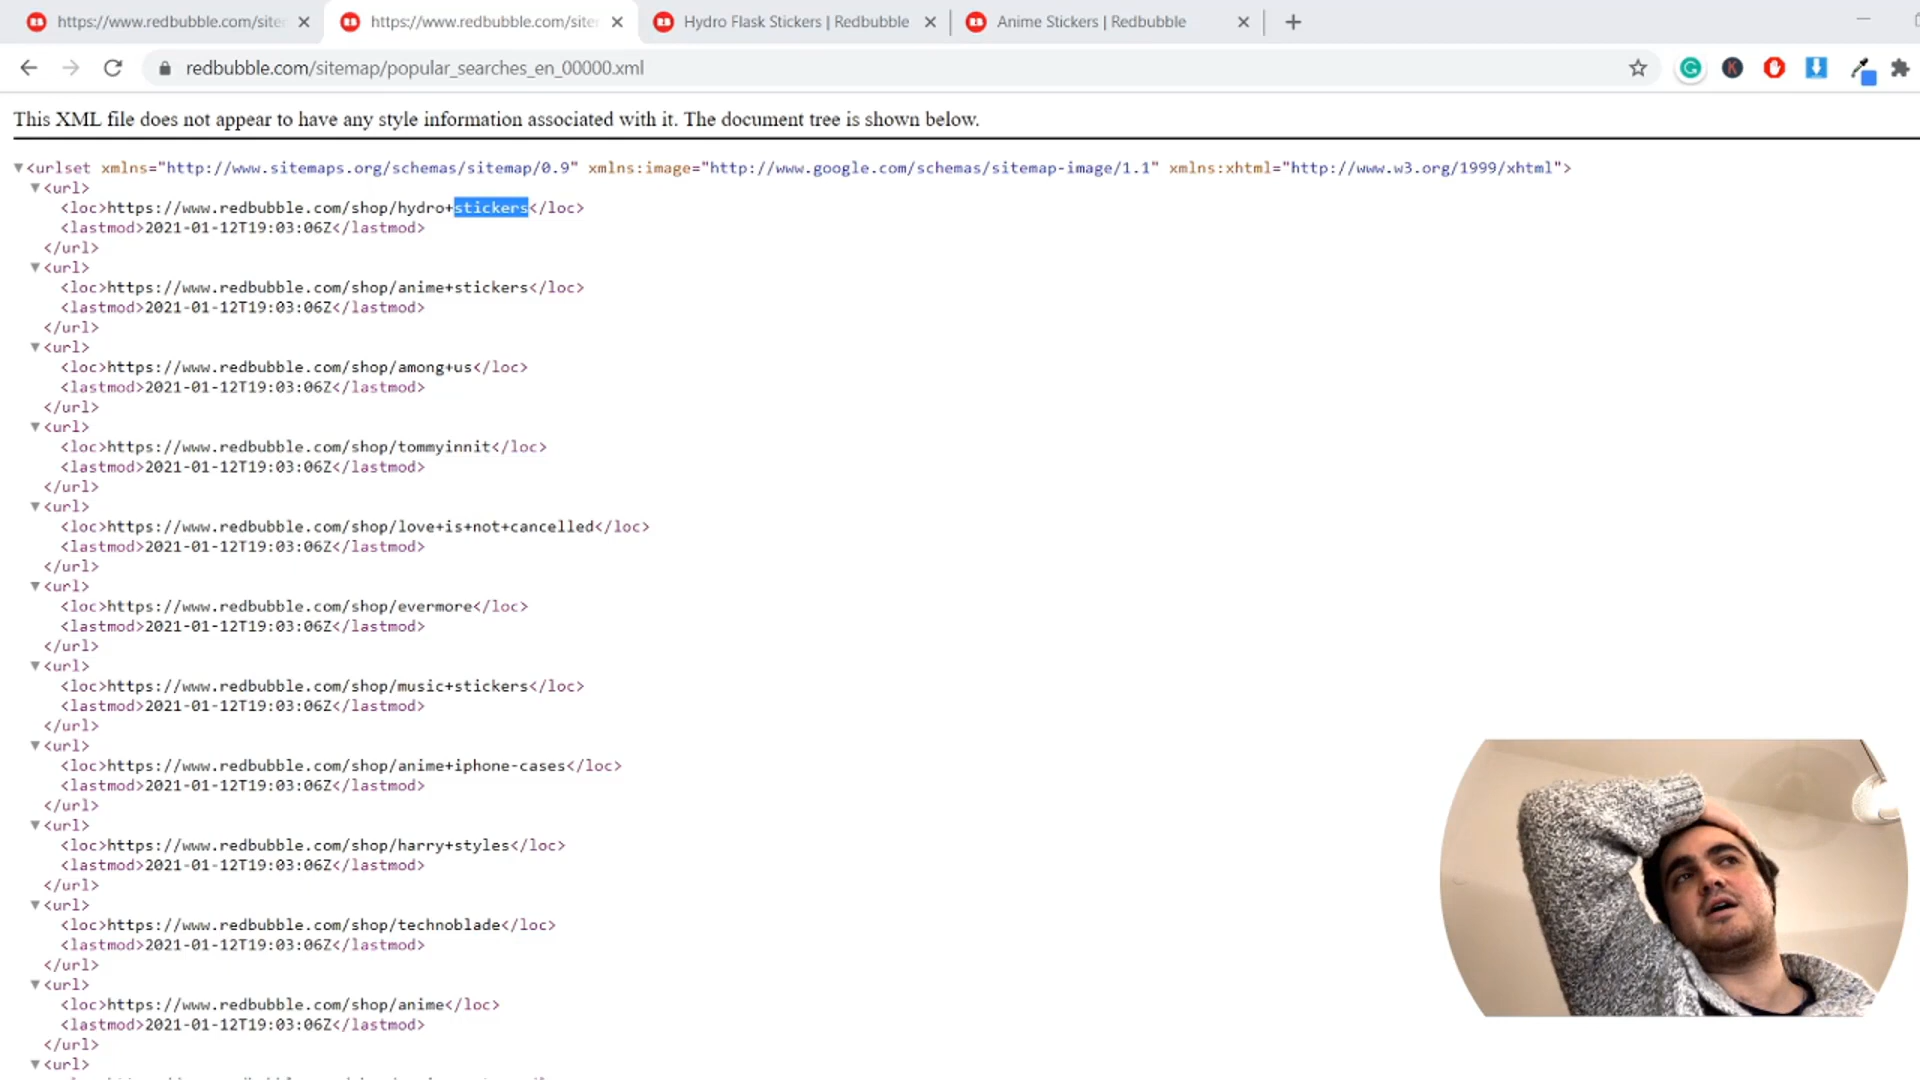 https://www.redbubble.com/site
https://www.redbubble.com/site
Hydro Flask Stickers | Redbubble
Anime Stickers | Redbubble
redbubble.com/sitemap/popular_searches_en_00000.xml
This XML file does not appear to have any style information associated with it. The document tree is shown below.
<urlset xmlns="http://www.sitemaps.org/schemas/sitemap/0.9" xmlns:image="http://www.google.com/schemas/sitemap-image/1.1" xmlns:xhtml="http://www.w3.org/1999/xhtml">
<url>
<loc>https://www.redbubble.com/shop/hydro+stickers</loc>
<lastmod>2021-01-12T19:03:06Z</lastmod>
</url>
<url>
<loc>https://www.redbubble.com/shop/anime+stickers</loc>
<lastmod>2021-01-12T19:03:06Z</lastmod>
</url>
<url>
<loc>https://www.redbubble.com/shop/among+us</loc>
<lastmod>2021-01-12T19:03:06Z</lastmod>
</url>
<url>
<loc>https://www.redbubble.com/shop/tommyinnit</loc>
<lastmod>2021-01-12T19:03:06Z</lastmod>
</url>
<url>
<loc>https://www.redbubble.com/shop/love+is+not+cancelled</loc>
<lastmod>2021-01-12T19:03:06Z</lastmod>
</url>
<url>
<loc>https://www.redbubble.com/shop/evermore</loc>
<lastmod>2021-01-12T19:03:06Z</lastmod>
</url>
<url>
<loc>https://www.redbubble.com/shop/music+stickers</loc>
<lastmod>2021-01-12T19:03:06Z</lastmod>
</url>
<url>
<loc>https://www.redbubble.com/shop/anime+iphone-cases</loc>
<lastmod>2021-01-12T19:03:06Z</lastmod>
</url>
<url>
<loc>https://www.redbubble.com/shop/harry+styles</loc>
<lastmod>2021-01-12T19:03:06Z</lastmod>
</url>
<url>
<loc>https://www.redbubble.com/shop/technoblade</loc>
<lastmod>2021-01-12T19:03:06Z</lastmod>
</url>
<url>
<loc>https://www.redbubble.com/shop/anime</loc>
<lastmod>2021-01-12T19:03:06Z</lastmod>
</url>
<url>